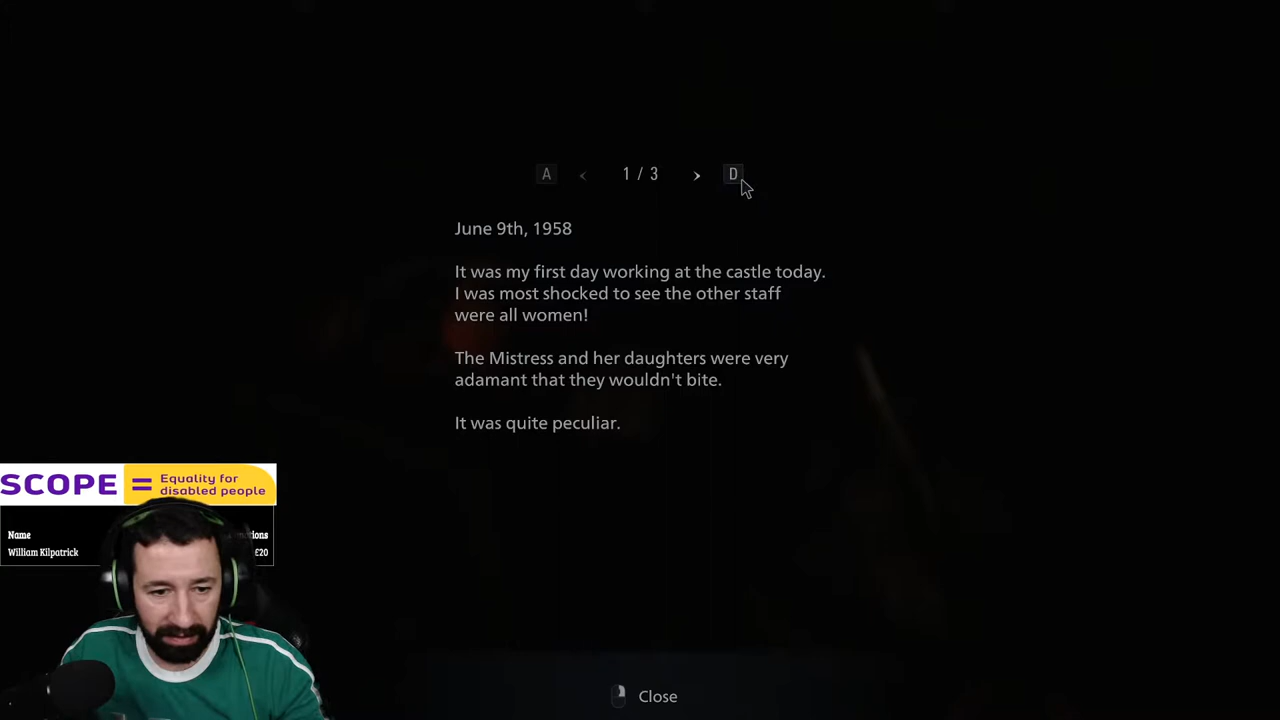 A < 1 / 3 > D
June 9th, 1958
It was my first day working at the castle today.
I was most shocked to see the other staff
were all women!
The Mistress and her daughters were very
adamant that they wouldn't bite.
It was quite peculiar.
SCOPE = Equality for
disabled people
Name
William Kilpatrick £20
Close